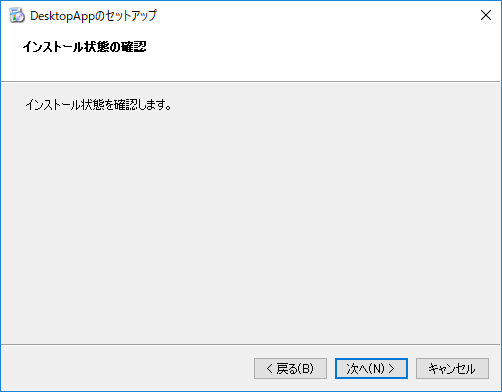 DesktopAppのセットアップ
インストール状態の確認
インストール状態を確認します。
< 戻る(B)
次へ(N) >
キャンセル